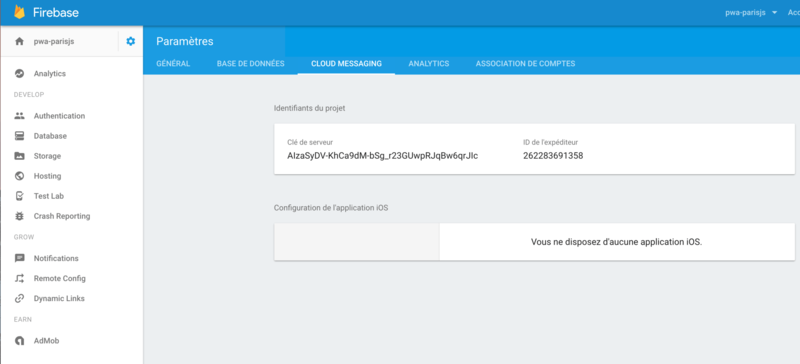 Firebase
pwa-parisjs
Acc
pwa-parisjs
Paramètres
GÉNÉRAL BASE DE DONNÉES CLOUD MESSAGING ANALYTICS ASSOCIATION DE COMPTES
Analytics
DEVELOP
Authentication
Database
Storage
Hosting
Test Lab
Crash Reporting
GROW
Notifications
Remote Config
Dynamic Links
EARN
AdMob
Identifiants du projet
Clé de serveur ID de l'expéditeur
AIzaSyDV-KhCa9dM-bSg_r23GUwpRJqBw6qrJIc 262283691358
Configuration de l'application iOS
Vous ne disposez d'aucune application iOS.